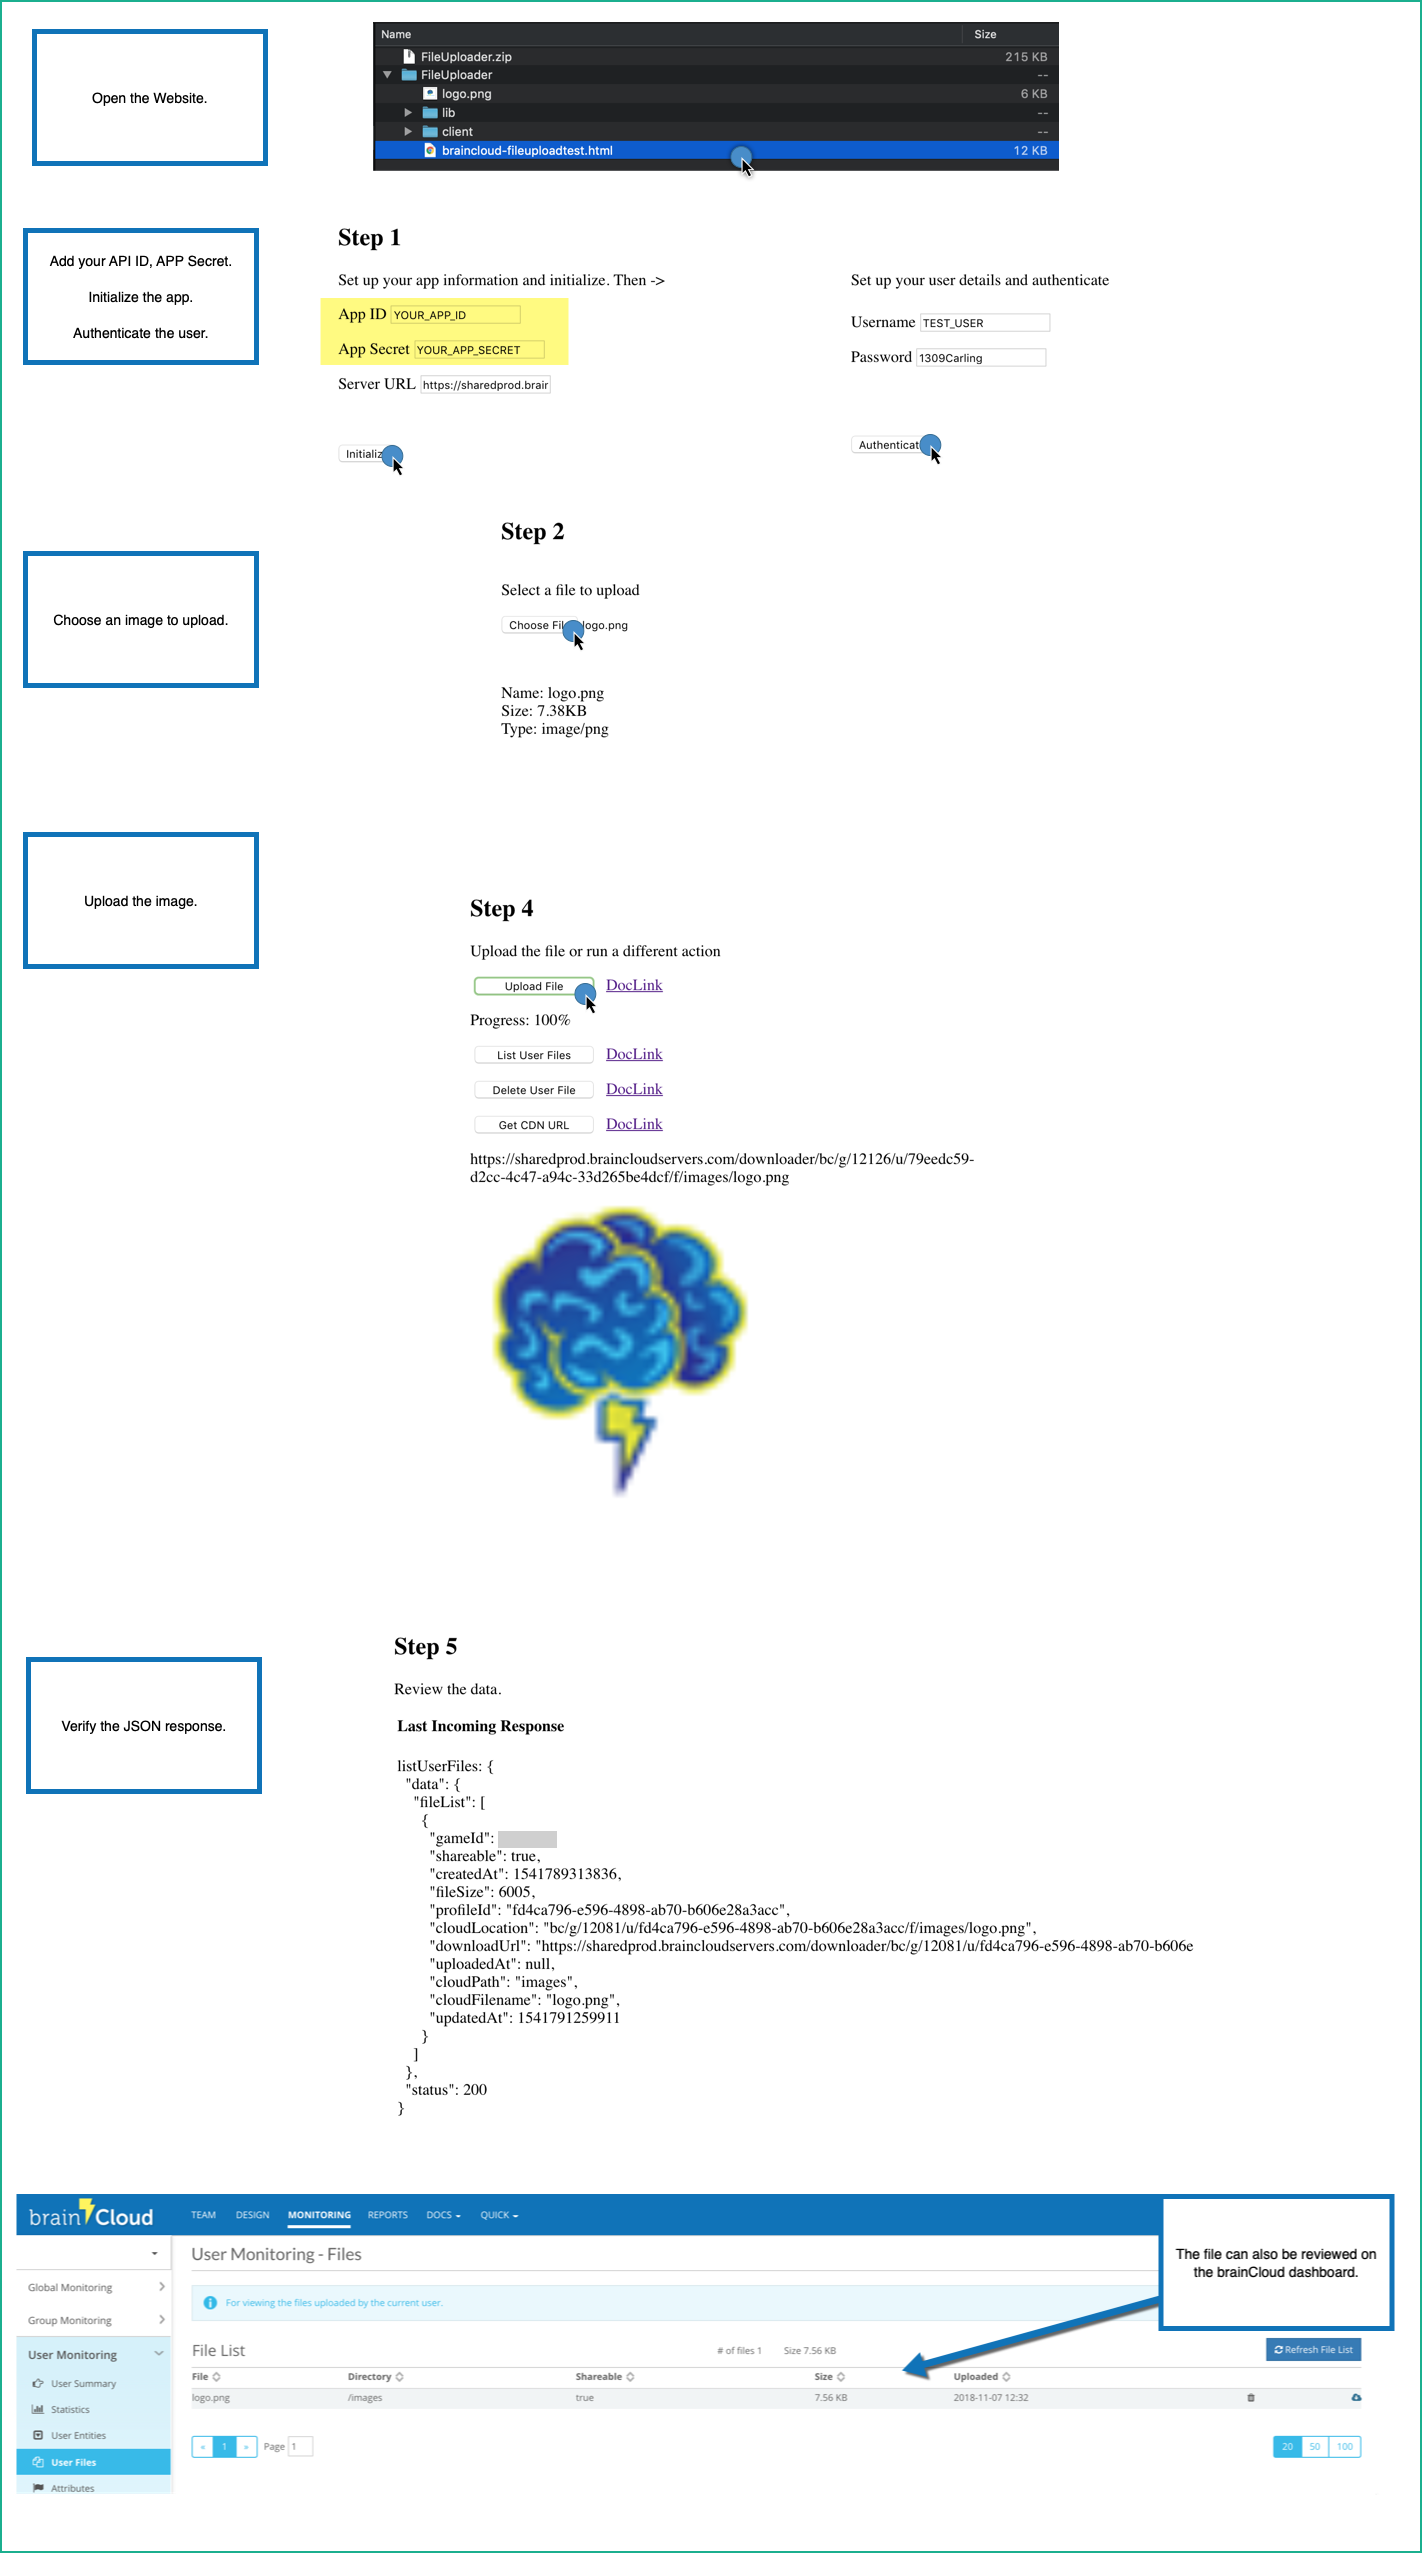 Open the Website.
Name Size
FileUploader.zip 215 KB
FileUploader --
logo.png 6 KB
lib --
client --
braincloud-fileuploadtest.html 12 KB
Add your API ID, APP Secret.
Initialize the app.
Authenticate the user.
Step 1
Set up your app information and initialize. Then ->
App ID YOUR_APP_ID
App Secret YOUR_APP_SECRET
Server URL https://sharedprod.brair
Initializ
Set up your user details and authenticate
Username TEST_USER
Password 1309Carling
Authenticat
Choose an image to upload.
Step 2
Select a file to upload
Choose Fil logo.png
Name: logo.png
Size: 7.38KB
Type: image/png
Upload the image.
Step 4
Upload the file or run a different action
Upload File DocLink
Progress: 100%
List User Files DocLink
Delete User File DocLink
Get CDN URL DocLink
https://sharedprod.braincloudservers.com/downloader/bc/g/12126/u/79eedc59-
d2cc-4c47-a94c-33d265be4dcf/f/images/logo.png
Verify the JSON response.
Step 5
Review the data.
Last Incoming Response
listUserFiles: {
"data": {
"fileList": [
{
"gameId":
"shareable": true,
"createdAt": 1541789313836,
"fileSize": 6005,
"profileId": "fd4ca796-e596-4898-ab70-b606e28a3acc",
"cloudLocation": "bc/g/12081/u/fd4ca796-e596-4898-ab70-b606e28a3acc/f/images/logo.png",
"downloadUrl": "https://sharedprod.braincloudservers.com/downloader/bc/g/12081/u/fd4ca796-e596-4898-ab70-b606e
"uploadedAt": null,
"cloudPath": "images",
"cloudFilename": "logo.png",
"updatedAt": 1541791259911
}
]
},
"status": 200
}
brainCloud TEAM DESIGN MONITORING REPORTS DOCS QUICK
The file can also be reviewed on
the brainCloud dashboard.
Global Monitoring
Group Monitoring
User Monitoring
User Summary
Statistics
User Entities
User Files
Attributes
User Monitoring - Files
For viewing the files uploaded by the current user.
File List # of files 1 Size 7.56 KB Refresh File List
File Directory Shareable Size Uploaded
logo.png /images true 7.56 KB 2018-11-07 12:32
« 1 » Page 1 20 50 100